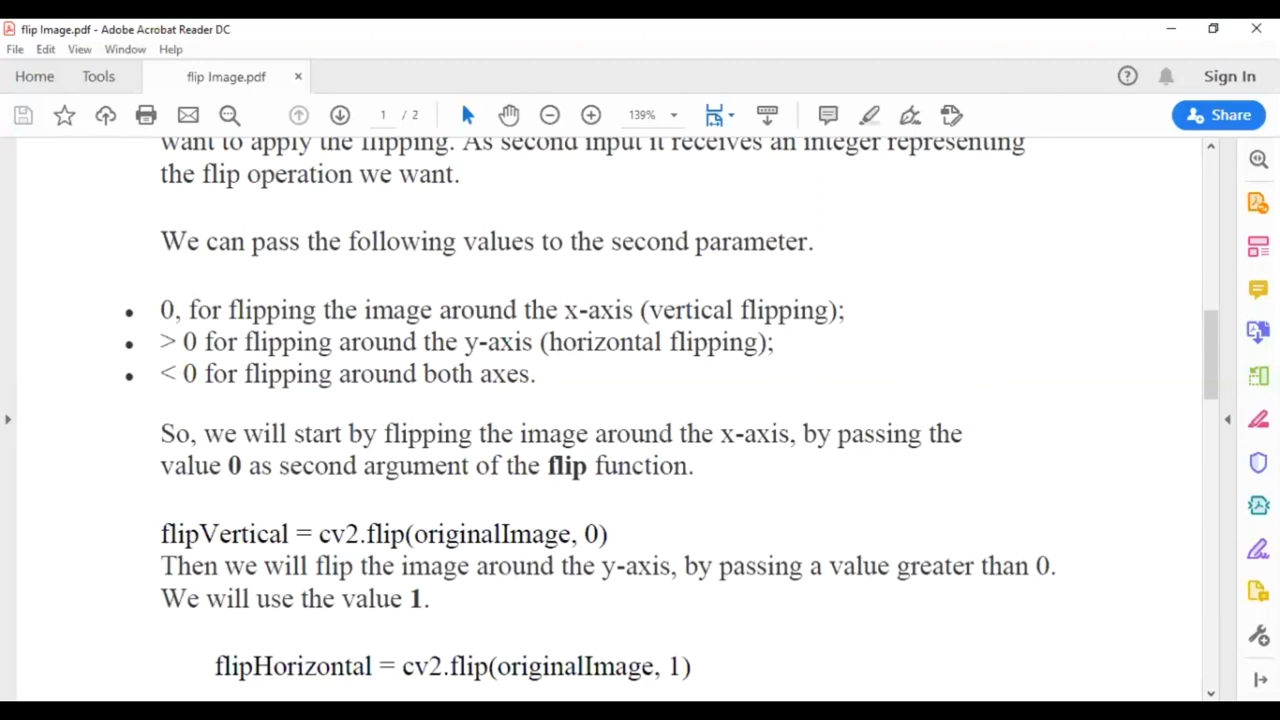 flip Image.pdf - Adobe Acrobat Reader DC
File Edit View Window Help
Home Tools flip Image.pdf × Sign In
1 / 2 139% Share
want to apply the flipping. As second input it receives an integer representing
the flip operation we want.
We can pass the following values to the second parameter.
• 0, for flipping the image around the x-axis (vertical flipping);
• > 0 for flipping around the y-axis (horizontal flipping);
• < 0 for flipping around both axes.
So, we will start by flipping the image around the x-axis, by passing the
value 0 as second argument of the flip function.
flipVertical = cv2.flip(originalImage, 0)
Then we will flip the image around the y-axis, by passing a value greater than 0.
We will use the value 1.
flipHorizontal = cv2.flip(originalImage, 1)